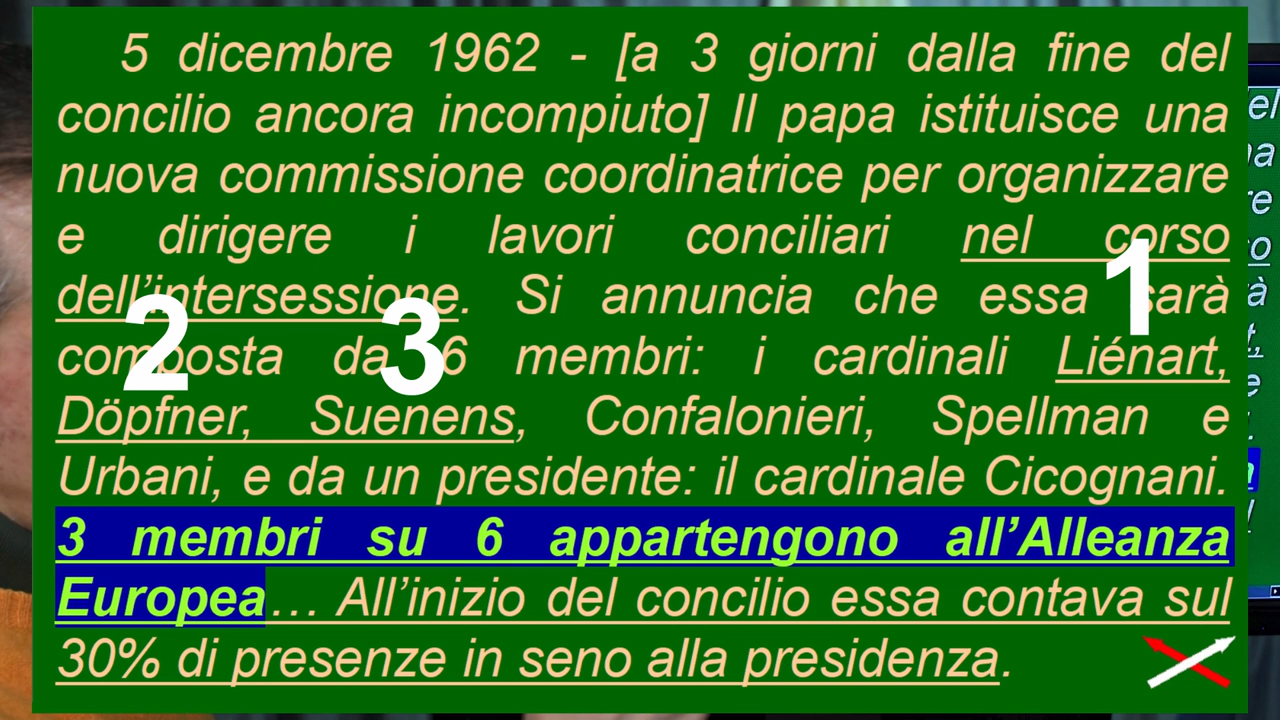 5 dicembre 1962 - [a 3 giorni dalla fine del
concilio ancora incompiuto] Il papa istituisce una
nuova commissione coordinatrice per organizzare
e dirigere i lavori conciliari nel corso
dell’intersessione. Si annuncia che essa sarà
1
composta da 6 membri: i cardinali Liénart,
2 3
Döpfner, Suenens, Confalonieri, Spellman e
Urbani, e da un presidente: il cardinale Cicognani.
3 membri su 6 appartengono all’Alleanza
Europea… All’inizio del concilio essa contava sul
30% di presenze in seno alla presidenza.